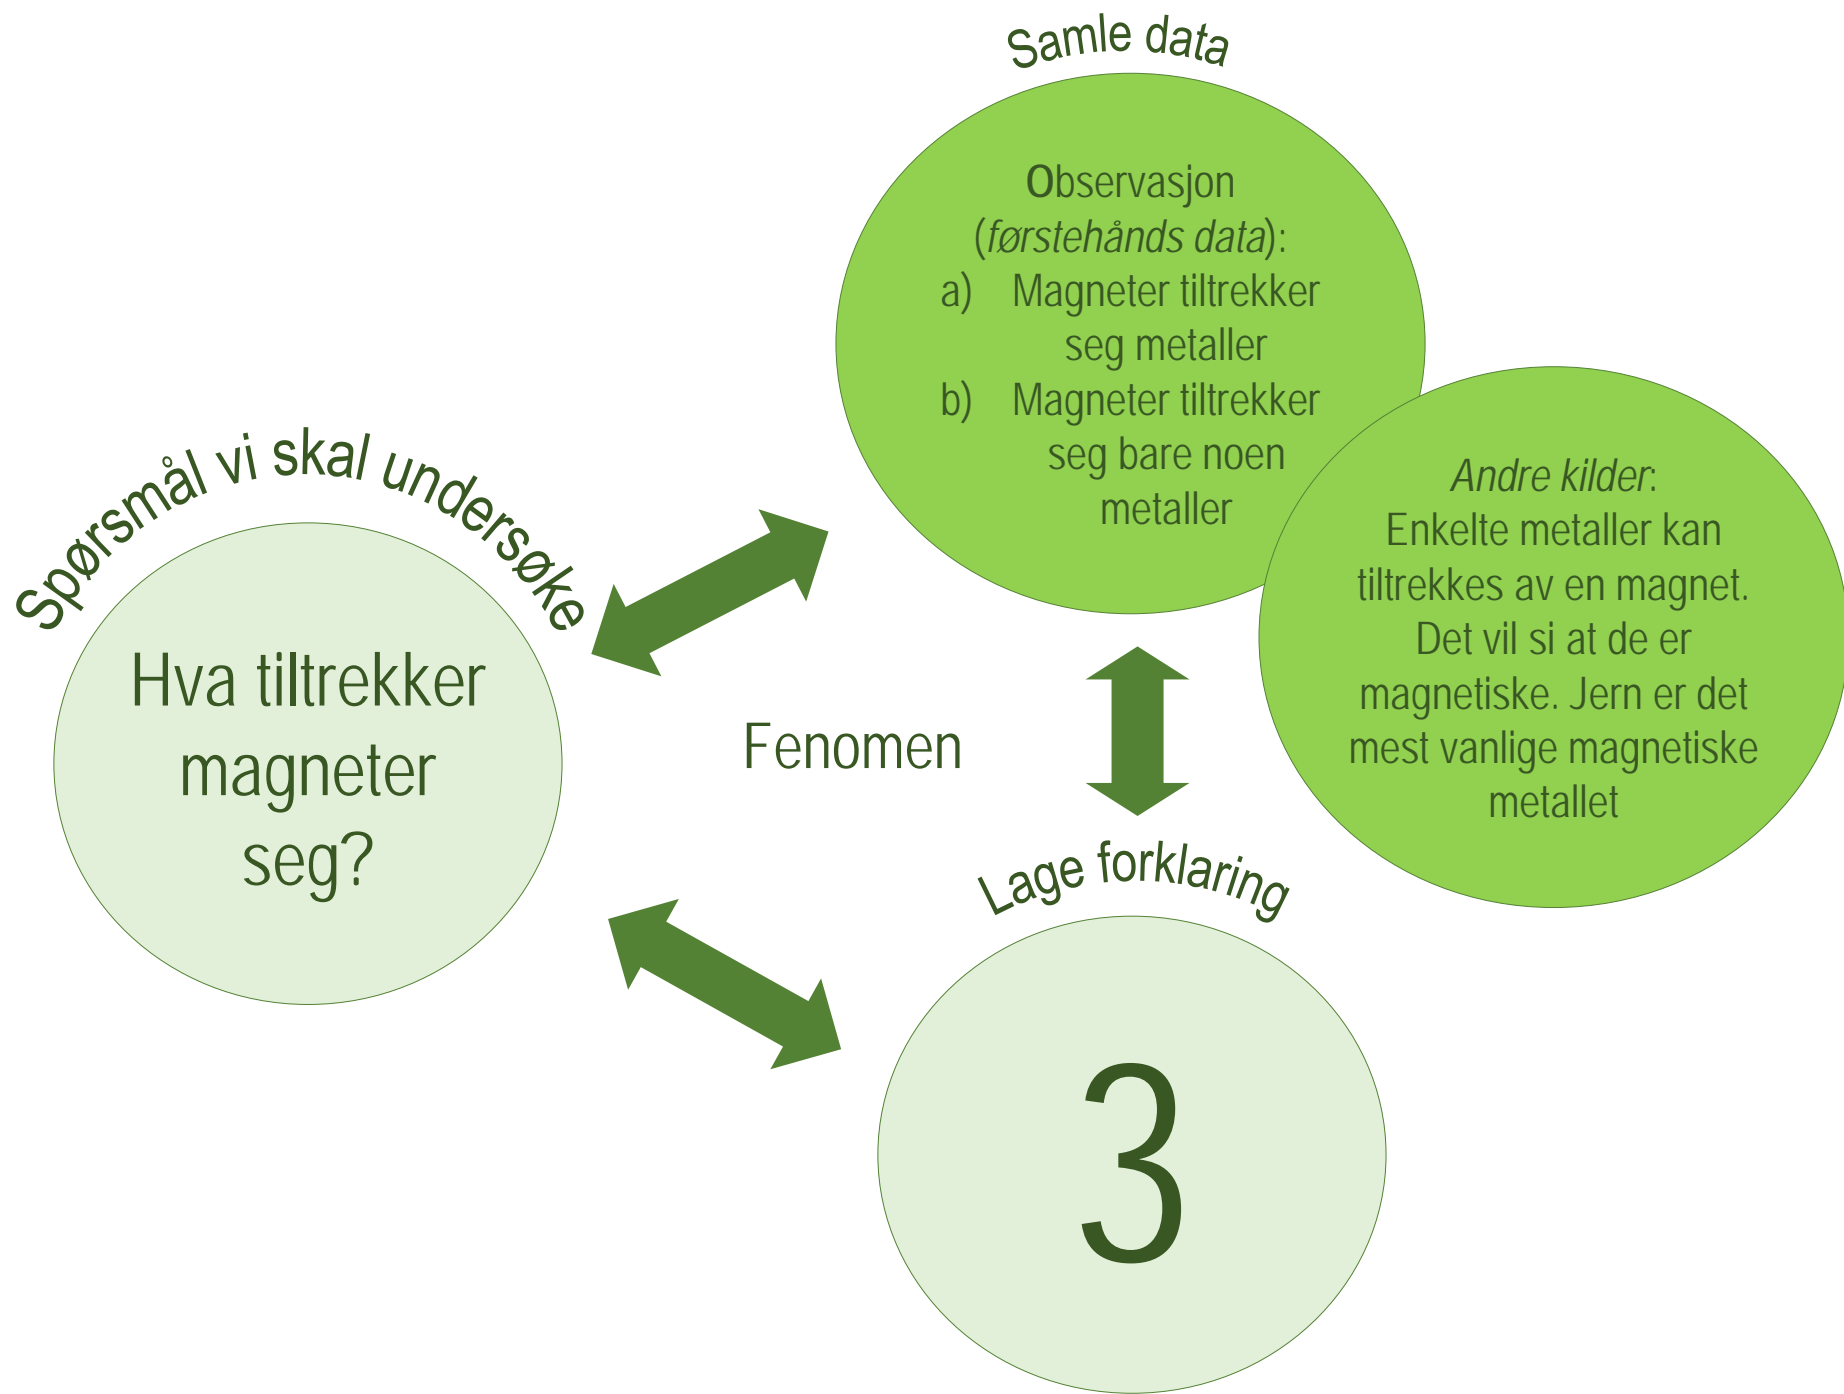 Samle data
Observasjon
(førstehånds data):
a) Magneter tiltrekker
seg metaller
b) Magneter tiltrekker
seg bare noen
metaller
Andre kilder:
Enkelte metaller kan
tiltrekkes av en magnet.
Det vil si at de er
magnetiske. Jern er det
mest vanlige magnetiske
metallet
Spørsmål vi skal undersøke
Hva tiltrekker
magneter
seg?
Fenomen
Lage forklaring
3